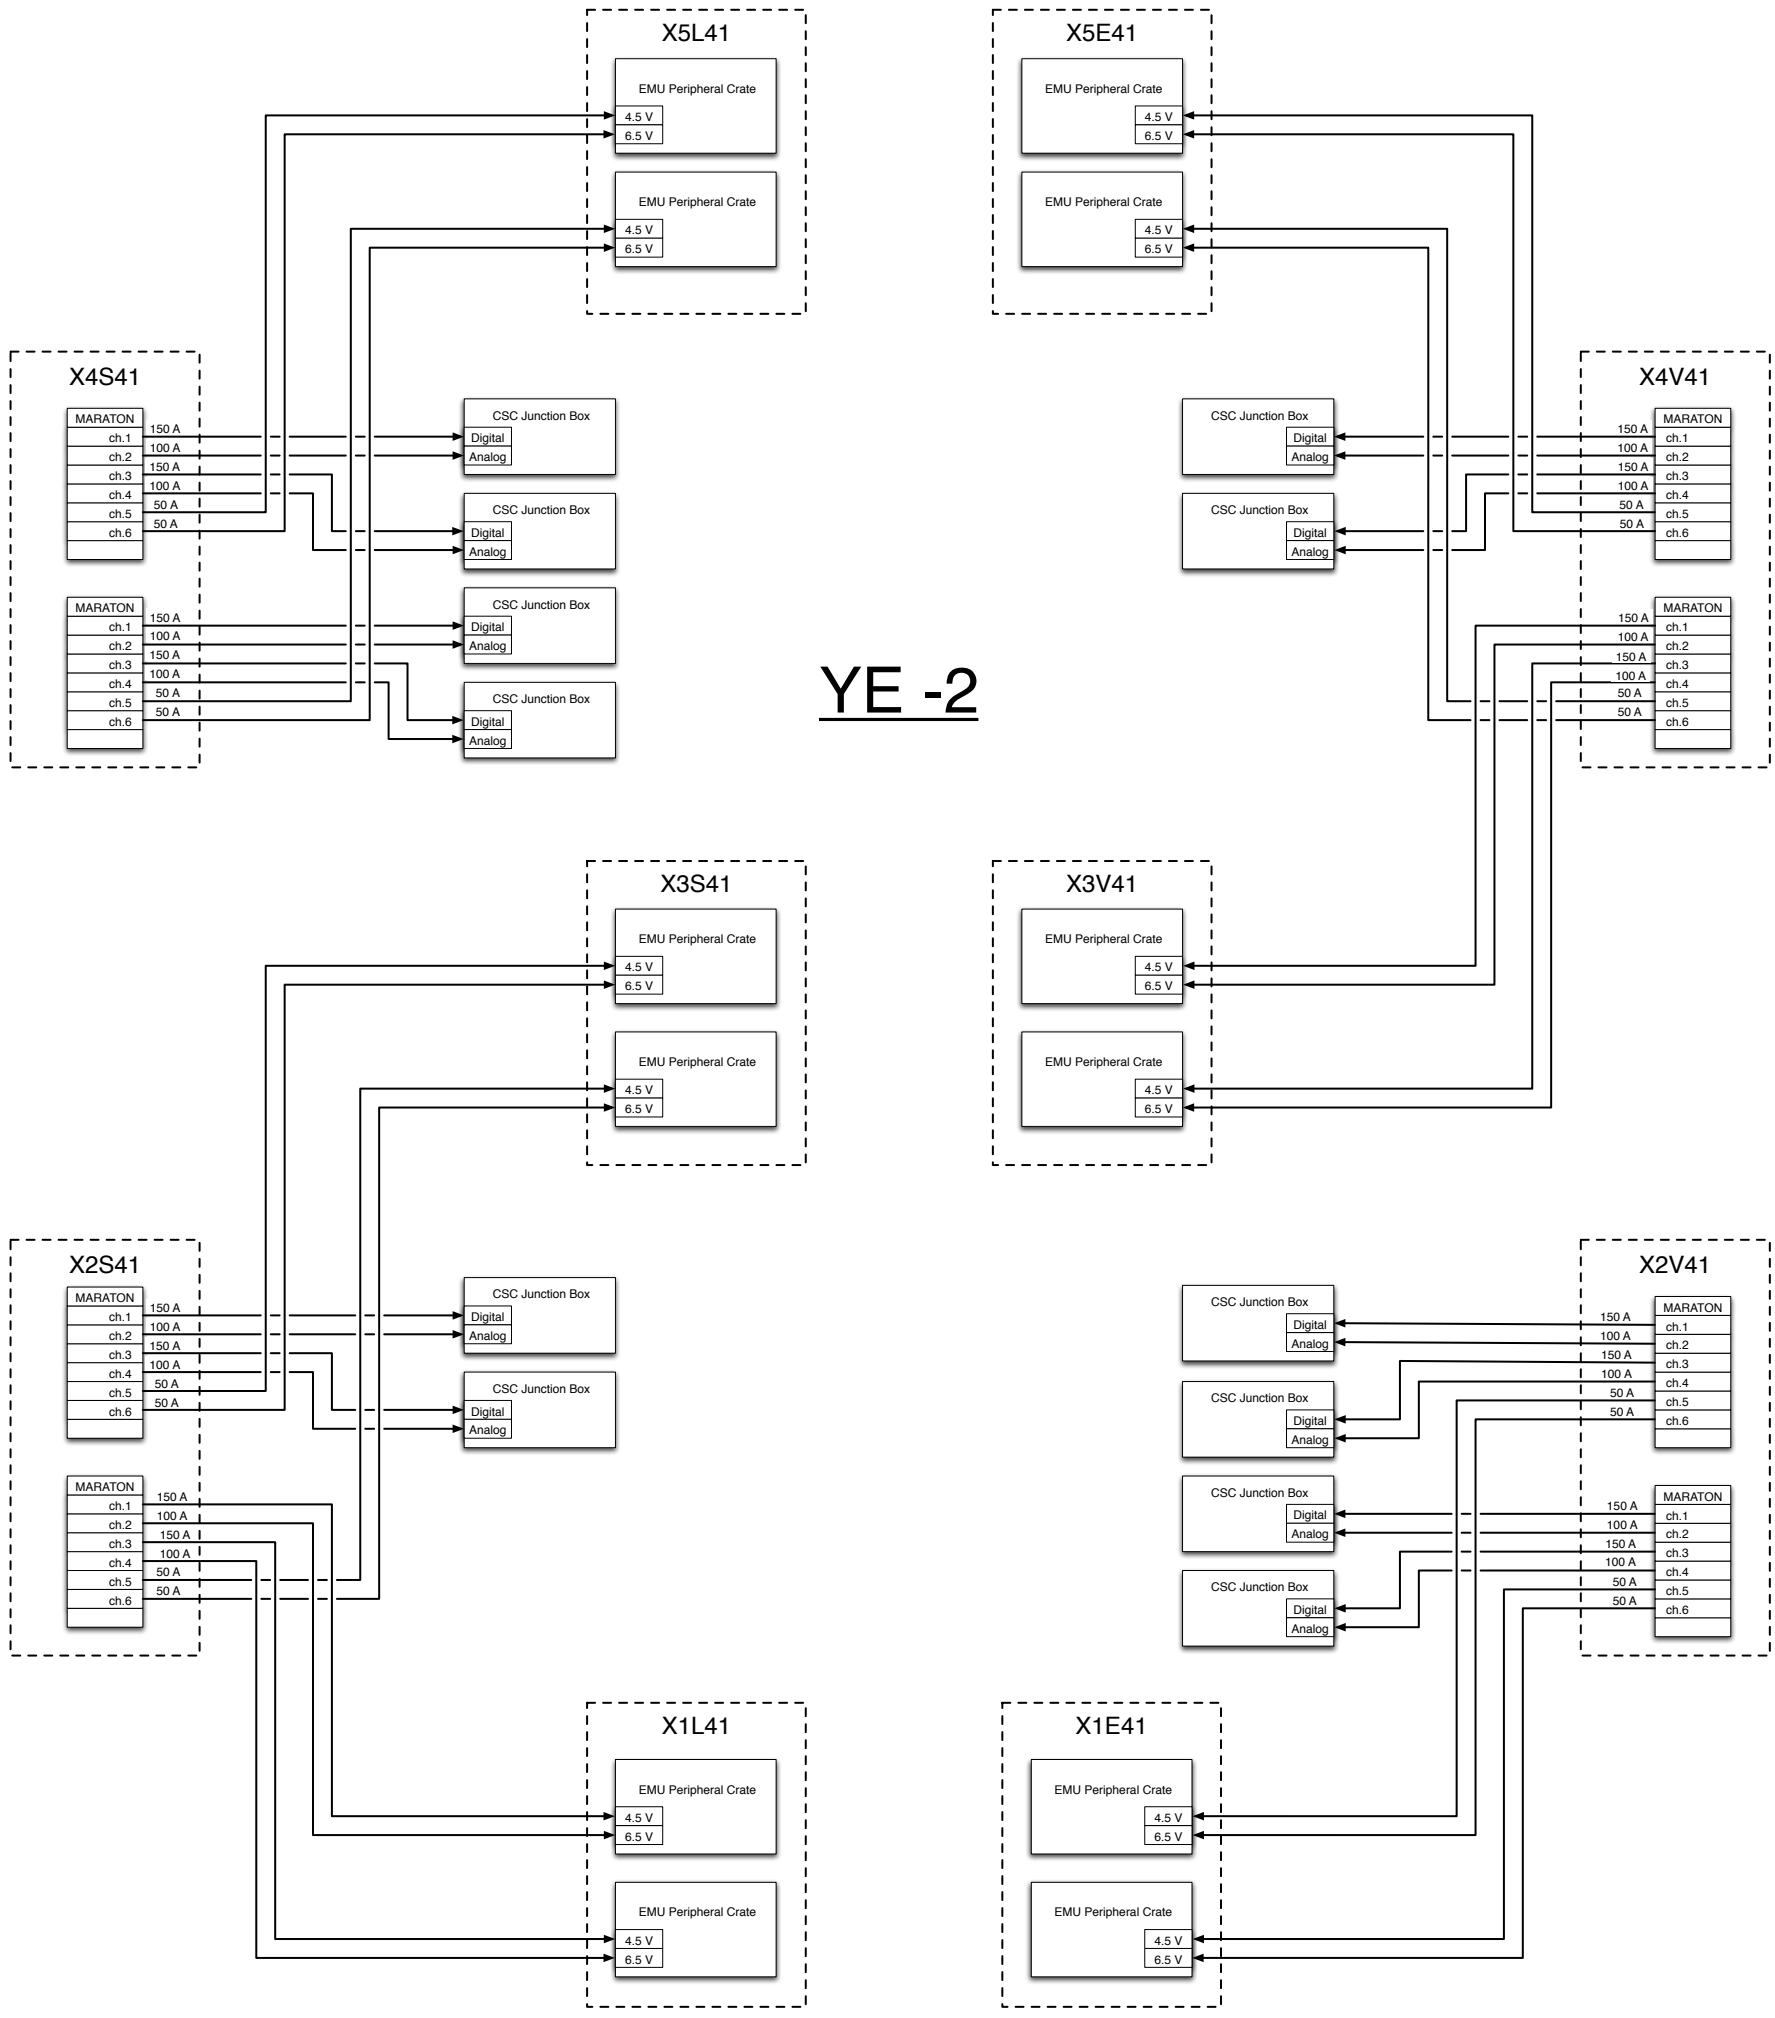 X5L41
EMU Peripheral Crate
4.5 V
6.5 V
EMU Peripheral Crate
4.5 V
6.5 V
X5E41
EMU Peripheral Crate
4.5 V
6.5 V
EMU Peripheral Crate
4.5 V
6.5 V
X4S41
MARATON
ch.1 150 A
ch.2 100 A
ch.3 150 A
ch.4 100 A
ch.5 50 A
ch.6 50 A
MARATON
ch.1 150 A
ch.2 100 A
ch.3 150 A
ch.4 100 A
ch.5 50 A
ch.6 50 A
CSC Junction Box
Digital
Analog
CSC Junction Box
Digital
Analog
CSC Junction Box
Digital
Analog
CSC Junction Box
Digital
Analog
CSC Junction Box
Digital
Analog
CSC Junction Box
Digital
Analog
X4V41
MARATON
150 A ch.1
100 A ch.2
150 A ch.3
100 A ch.4
50 A ch.5
50 A ch.6
MARATON
150 A ch.1
100 A ch.2
150 A ch.3
100 A ch.4
50 A ch.5
50 A ch.6
YE -2
X3S41
EMU Peripheral Crate
4.5 V
6.5 V
EMU Peripheral Crate
4.5 V
6.5 V
X3V41
EMU Peripheral Crate
4.5 V
6.5 V
EMU Peripheral Crate
4.5 V
6.5 V
X2S41
MARATON
ch.1 150 A
ch.2 100 A
ch.3 150 A
ch.4 100 A
ch.5 50 A
ch.6 50 A
MARATON
ch.1 150 A
ch.2 100 A
ch.3 150 A
ch.4 100 A
ch.5 50 A
ch.6 50 A
CSC Junction Box
Digital
Analog
CSC Junction Box
Digital
Analog
CSC Junction Box
Digital
Analog
CSC Junction Box
Digital
Analog
CSC Junction Box
Digital
Analog
CSC Junction Box
Digital
Analog
X2V41
MARATON
150 A ch.1
100 A ch.2
150 A ch.3
100 A ch.4
50 A ch.5
50 A ch.6
MARATON
150 A ch.1
100 A ch.2
150 A ch.3
100 A ch.4
50 A ch.5
50 A ch.6
X1L41
EMU Peripheral Crate
4.5 V
6.5 V
EMU Peripheral Crate
4.5 V
6.5 V
X1E41
EMU Peripheral Crate
4.5 V
6.5 V
EMU Peripheral Crate
4.5 V
6.5 V